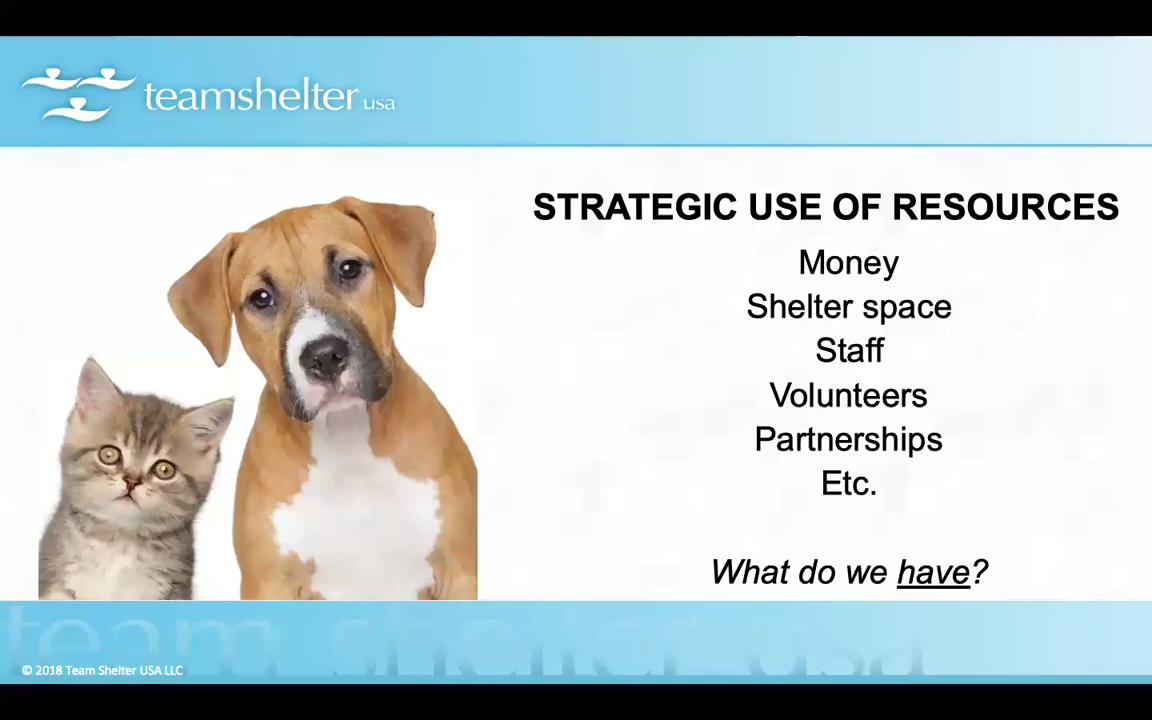 teamshelter usa
STRATEGIC USE OF RESOURCES
Money
Shelter space
Staff
Volunteers
Partnerships
Etc.
What do we have?
team shelter usa
© 2018 Team Shelter USA LLC